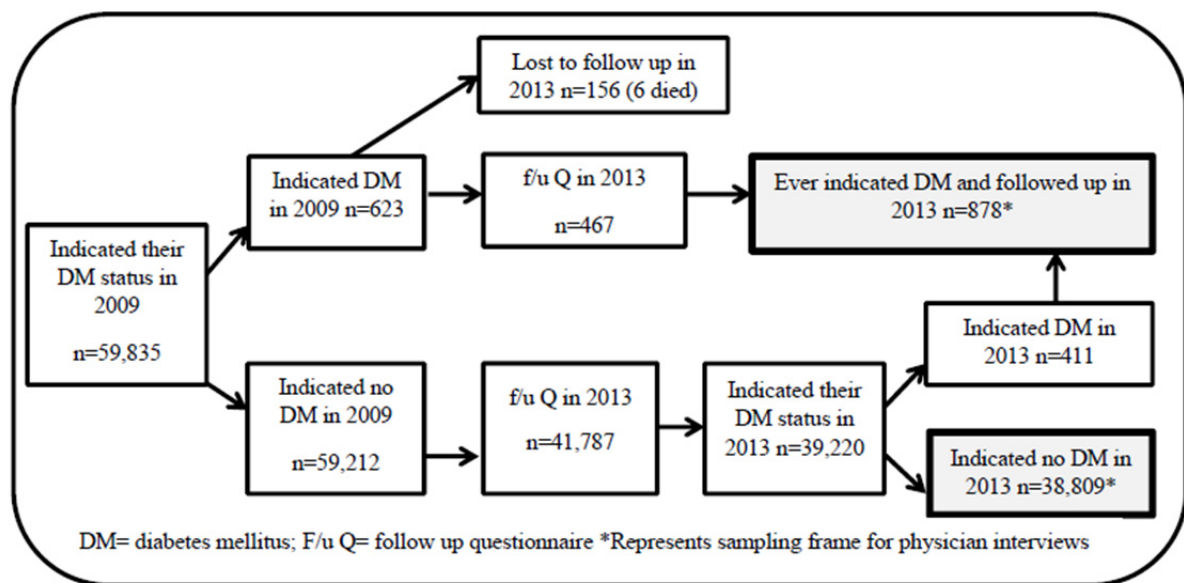 Lost to follow up in
2013 n=156 (6 died)
Indicated DM
in 2009 n=623
f/u Q in 2013
n=467
Ever indicated DM and followed up in
2013 n=878*
Indicated their
DM status in
2009
n=59,835
Indicated DM in
2013 n=411
Indicated no
DM in 2009
n=59,212
f/u Q in 2013
n=41,787
Indicated their
DM status in
2013 n=39,220
Indicated no DM in
2013 n=38,809*
DM= diabetes mellitus; F/u Q= follow up questionnaire *Represents sampling frame for physician interviews